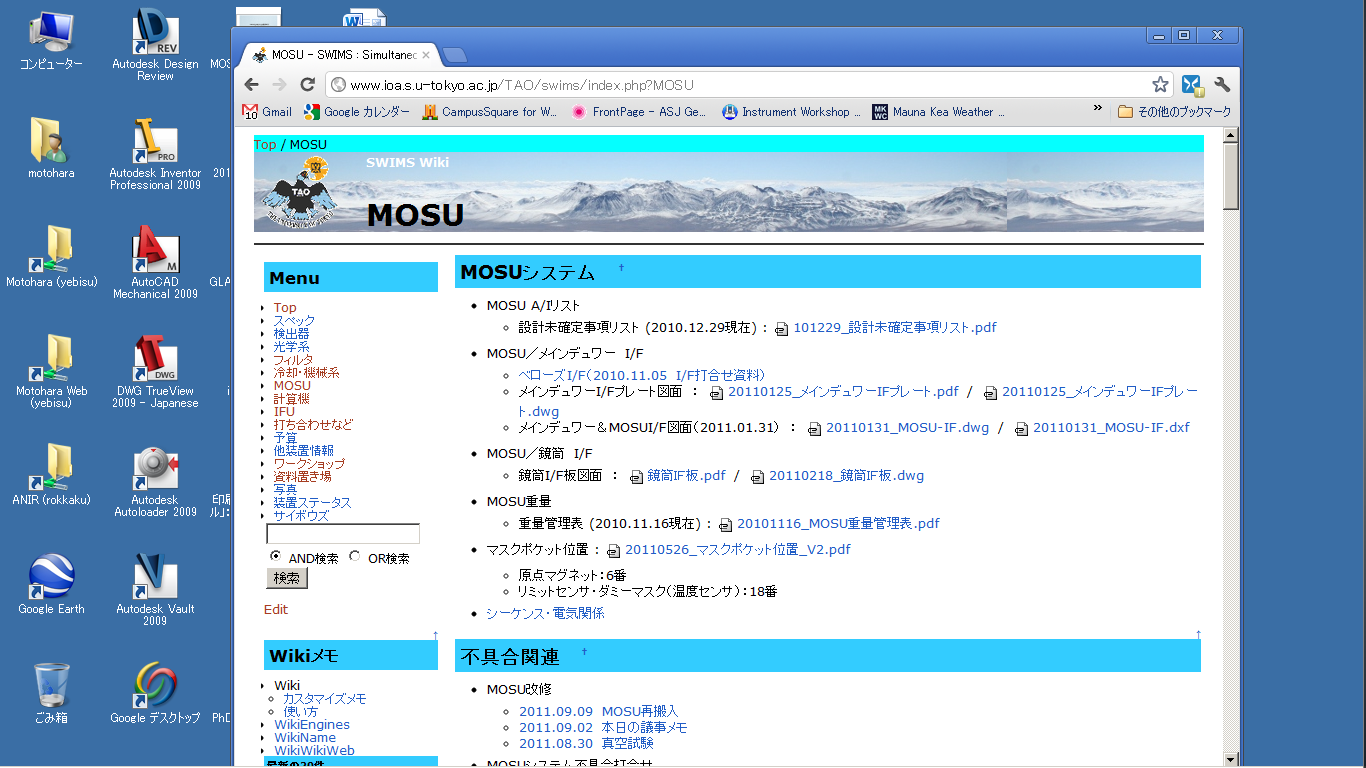 コンピューター
Autodesk Design
Review
motohara
Autodesk Inventor
Professional 2009
Motohara (yebisu)
AutoCAD
Mechanical 2009
Motohara Web
(yebisu)
DWG TrueView
2009 - Japanese
ANIR (rokkaku)
Autodesk
Autoloader 2009
Google Earth
Autodesk Vault
2009
ごみ箱
Google デスクトップ
MOSU - SWIMS : Simultanec
www.ioa.s.u-tokyo.ac.jp/TAO/swims/index.php?MOSU
Gmail
Google カレンダー
CampusSquare for W...
FrontPage - ASJ Ge...
Instrument Workshop ...
Mauna Kea Weather ...
»
その他のブックマーク
Top / MOSU
SWIMS Wiki
TAO
MOSU
Menu
Top
スペック
検出器
光学系
フィルタ
冷却・機械系
MOSU
計算機
IFU
打ち合わせなど
予算
他装置情報
ワークショップ
資料置き場
写真
装置ステータス
サイボウズ
AND検索 OR検索
検索
Edit
↑
Wikiメモ
Wiki
カスタマイズメモ
使い方
WikiEngines
WikiName
WikiWikiWeb
最新の20件
MOSUシステム †
MOSU A/Iリスト
設計未確定事項リスト (2010.12.29現在) : 101229_設計未確定事項リスト.pdf
MOSU／メインデュワー I/F
ベローズI/F(2010.11.05 I/F打合せ資料)
メインデュワーI/Fプレート図面 : 20110125_メインデュワーIFプレート.pdf / 20110125_メインデュワーIFプレー
ト.dwg
メインデュワー＆MOSUI/F図面(2011.01.31) : 20110131_MOSU-IF.dwg / 20110131_MOSU-IF.dxf
MOSU／鏡筒 I/F
鏡筒I/F板図面 : 鏡筒IF板.pdf / 20110218_鏡筒IF板.dwg
MOSU重量
重量管理表 (2010.11.16現在) : 20101116_MOSU重量管理表.pdf
マスクポケット位置 : 20110526_マスクポケット位置_V2.pdf
原点マグネット：6番
リミットセンサ・ダミーマスク(温度センサ)：18番
シーケンス・電気関係
↑
不具合関連 †
MOSU改修
2011.09.09 MOSU再搬入
2011.09.02 本日の議事メモ
2011.08.30 真空試験
MOSUシステム不具合打合せ